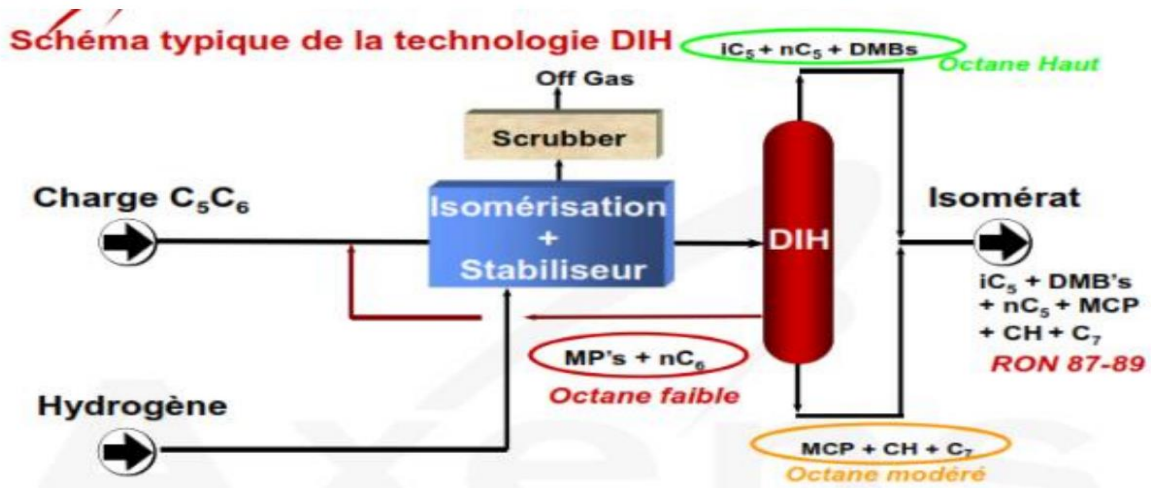 Schéma typique de la technologie DIH
iC₅ + nC₅ + DMBs
Octane Haut
Off Gas
Scrubber
Charge C₅C₆
Isomérisation
+
Stabiliseur
DIH
Isomérat
iC₅ + DMB's
+ nC₅ + MCP
+ CH + C₇
RON 87-89
MP's + nC₆
Octane faible
Hydrogène
MCP + CH + C₇
Octane modéré
Axens